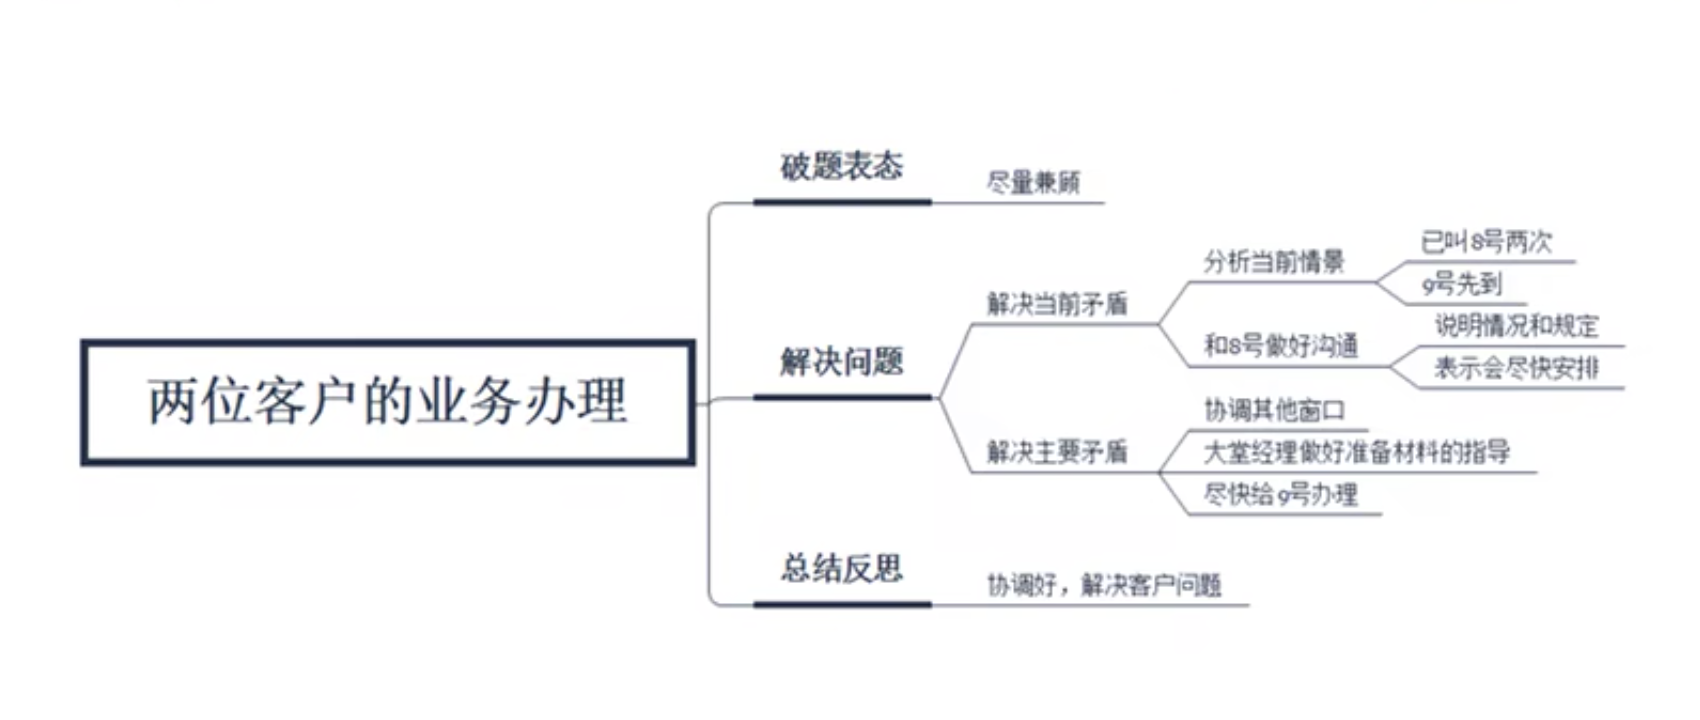 两位客户的业务办理
破题表态
尽量兼顾
解决问题
解决当前矛盾
分析当前情景
已叫8号两次
9号先到
和8号做好沟通
说明情况和规定
表示会尽快安排
解决主要矛盾
协调其他窗口
大堂经理做好准备材料的指导
尽快给9号办理
总结反思
协调好，解决客户问题